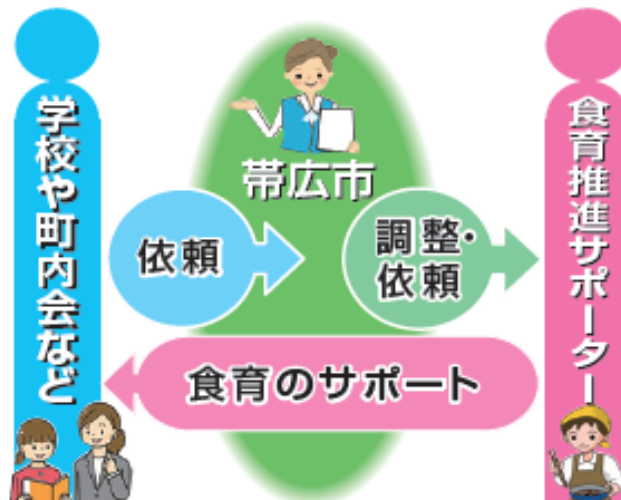 学校や町内会など
帯広市
依頼
調整・
依頼
食育のサポート
食育推進サポーター